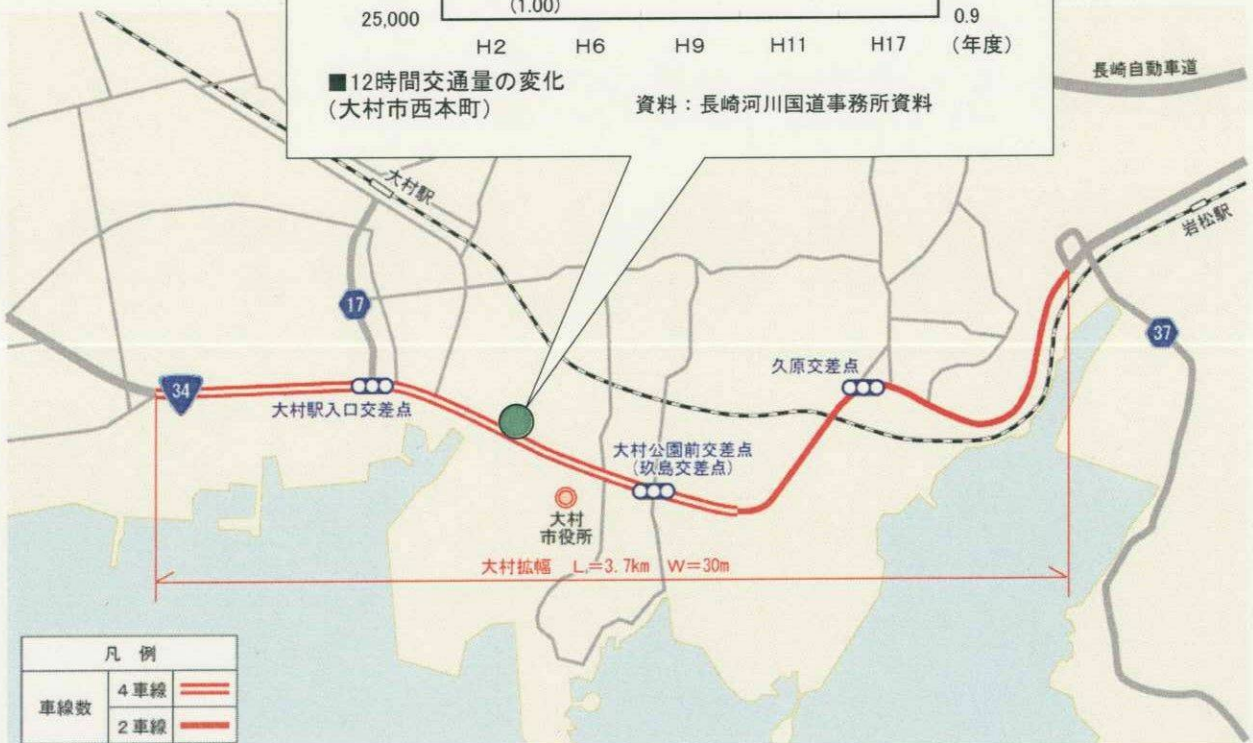 (1.00)
25,000
0.9
H2 H6 H9 H11 H17 (年度)
■12時間交通量の変化
(大村市西本町)
資料：長崎河川国道事務所資料
長崎自動車道
大村駅
岩松駅
17
37
34
久原交差点
大村駅入口交差点
大村公園前交差点
(玖島交差点)
大村
市役所
大村拡幅 L=3.7km W=30m
凡 例
車線数
4車線
2車線